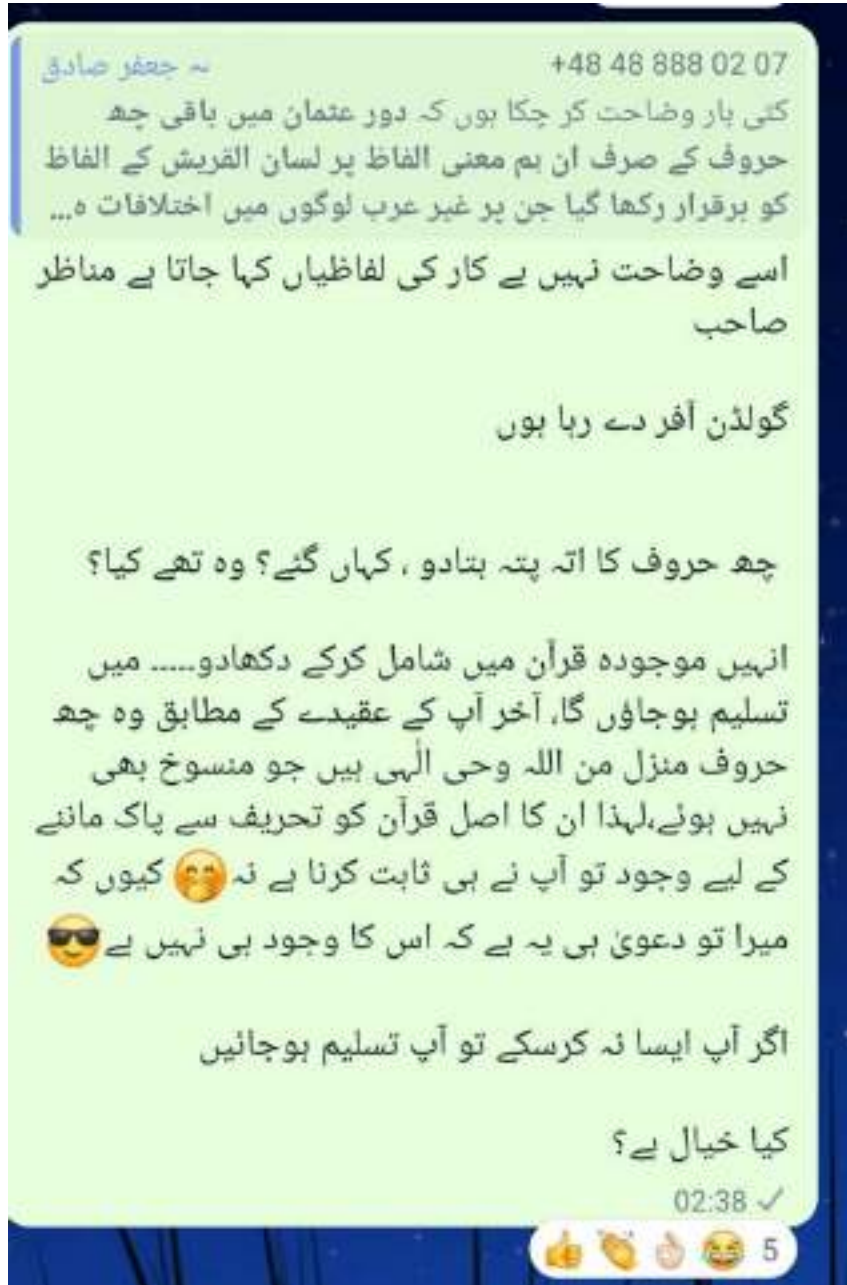 +48 48 888 02 07 ~ جعفر صادق
کئی بار وضاحت کر چکا ہوں کہ دور عثمان میں باقی چھ
حروف کے صرف ان ہم معنی الفاظ پر لسان القریش کے الفاظ
کو برقرار رکھا گیا جن پر غیر عرب لوگوں میں اختلافات ہ...
اسے وضاحت نہیں بے کار کی لفاظیاں کہا جاتا ہے مناظر
صاحب
گولڈن آفر دے رہا ہوں
چھ حروف کا اتہ پتہ بتادو ، کہاں گئے؟ وہ تھے کیا؟
انہیں موجودہ قرآن میں شامل کرکے دکھادو..... میں
تسلیم ہوجاؤں گا، آخر آپ کے عقیدے کے مطابق وہ چھ
حروف منزل من اللہ وحی الٰہی ہیں جو منسوخ بھی
نہیں ہوئے،لہذا ان کا اصل قرآن کو تحریف سے پاک ماننے
کے لیے وجود تو آپ نے ہی ثابت کرنا ہے نہ🤭 کیوں کہ
میرا تو دعویٰ ہی یہ ہے کہ اس کا وجود ہی نہیں ہے😎
اگر آپ ایسا نہ کرسکے تو آپ تسلیم ہوجائیں
کیا خیال ہے؟
02:38 ✓
👍 👏 👌🏻 😂 5